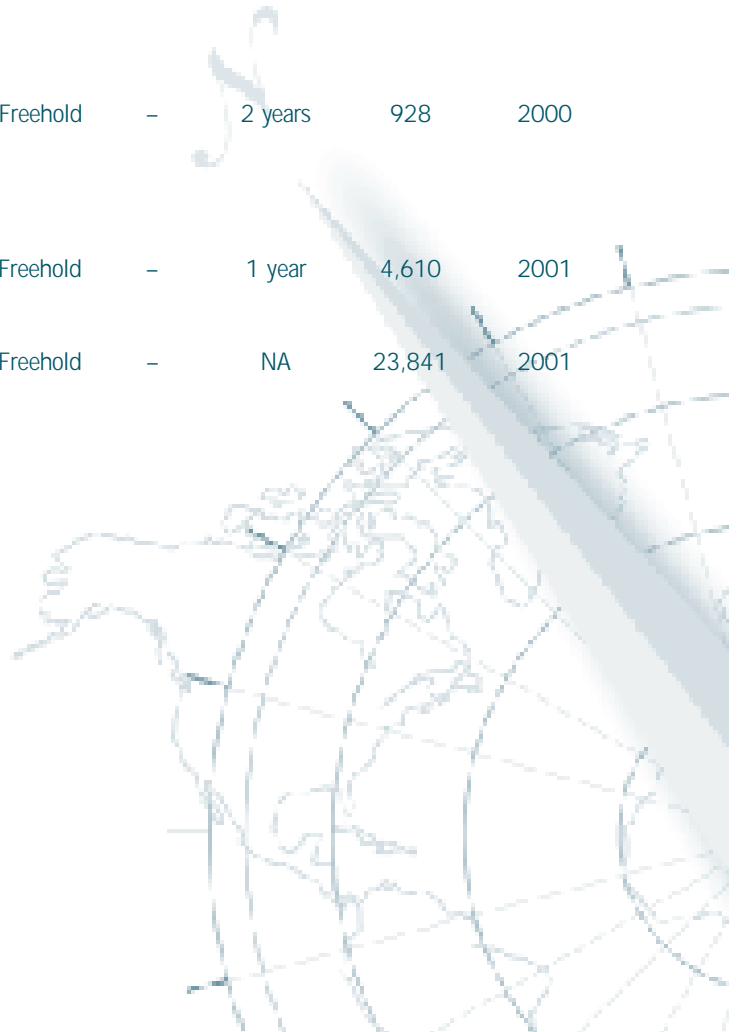 N
Freehold – 2 years 928 2000
Freehold – 1 year 4,610 2001
Freehold – NA 23,841 2001